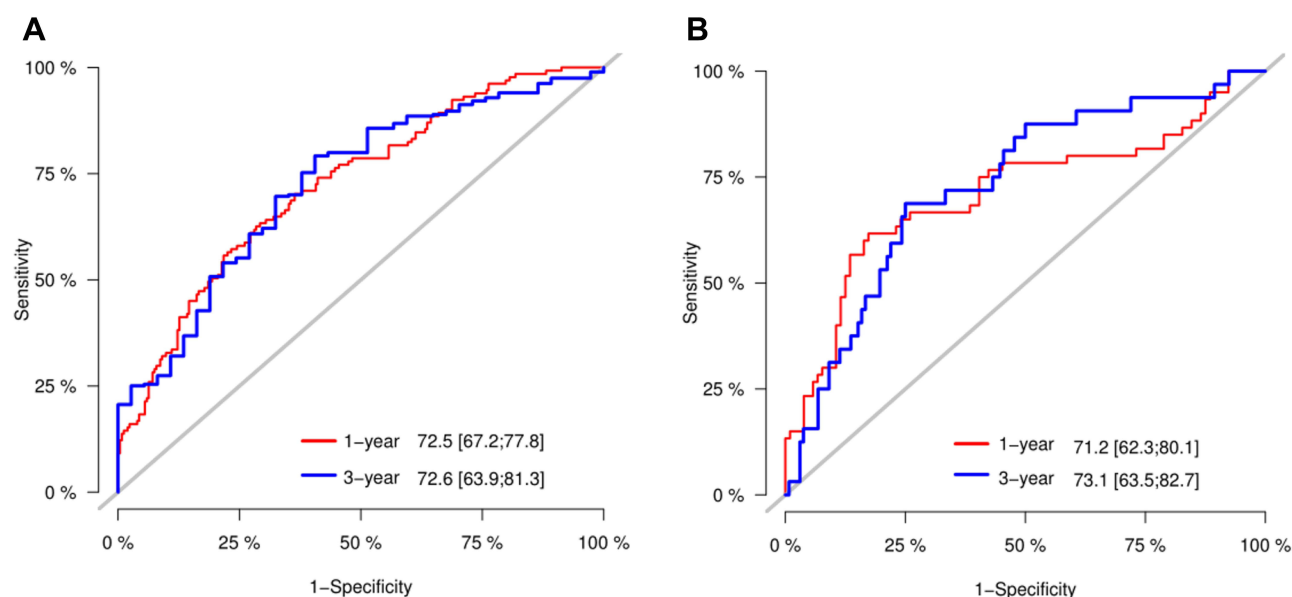 A
100 %
75 %
50 %
25 %
0 %
Sensitivity
1−year 72.5 [67.2;77.8]
3−year 72.6 [63.9;81.3]
0 % 25 % 50 % 75 % 100 %
1−Specificity
B
100 %
75 %
50 %
25 %
0 %
Sensitivity
1−year 71.2 [62.3;80.1]
3−year 73.1 [63.5;82.7]
0 % 25 % 50 % 75 % 100 %
1−Specificity